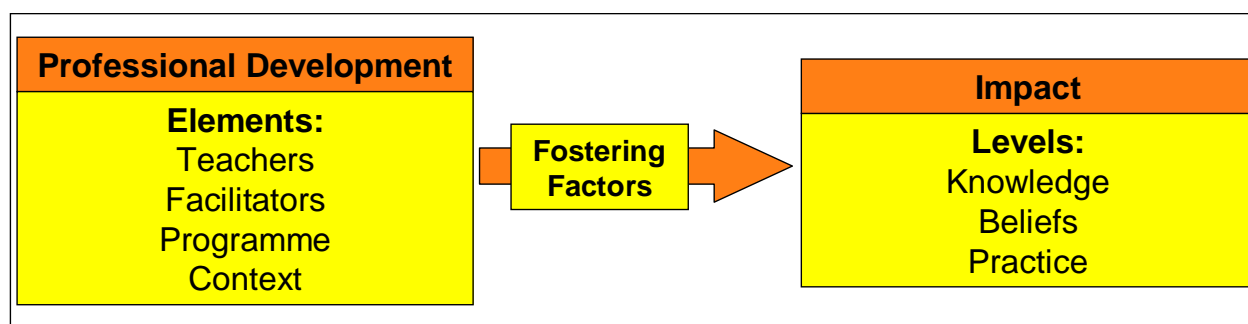 Professional Development
Elements:
Teachers
Facilitators
Programme
Context
Fostering
Factors
Impact
Levels:
Knowledge
Beliefs
Practice